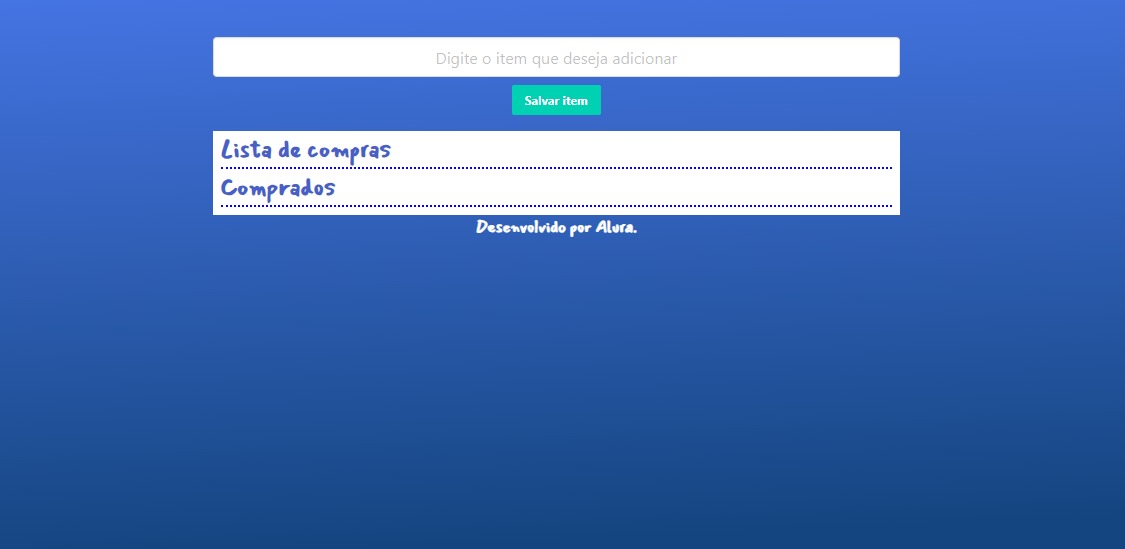 Digite o item que deseja adicionar
Salvar item
Lista de compras
Comprados
Desenvolvido por Alura.